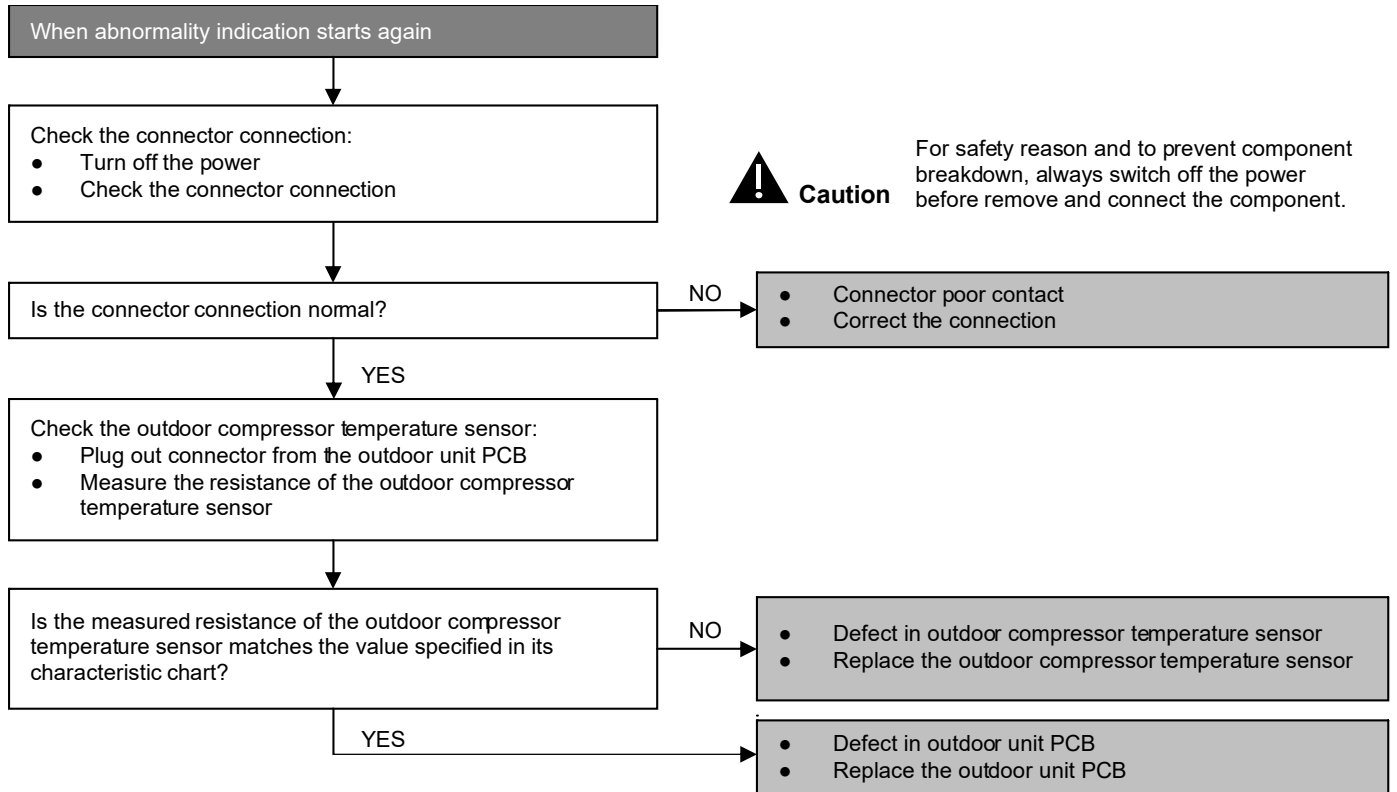 When abnormality indication starts again
Check the connector connection:
● Turn off the power
● Check the connector connection
For safety reason and to prevent component
breakdown, always switch off the power
before remove and connect the component.
Caution
Is the connector connection normal?
NO
● Connector poor contact
● Correct the connection
YES
Check the outdoor compressor temperature sensor:
● Plug out connector from the outdoor unit PCB
● Measure the resistance of the outdoor compressor
temperature sensor
Is the measured resistance of the outdoor compressor
temperature sensor matches the value specified in its
characteristic chart?
NO
● Defect in outdoor compressor temperature sensor
● Replace the outdoor compressor temperature sensor
YES
● Defect in outdoor unit PCB
● Replace the outdoor unit PCB